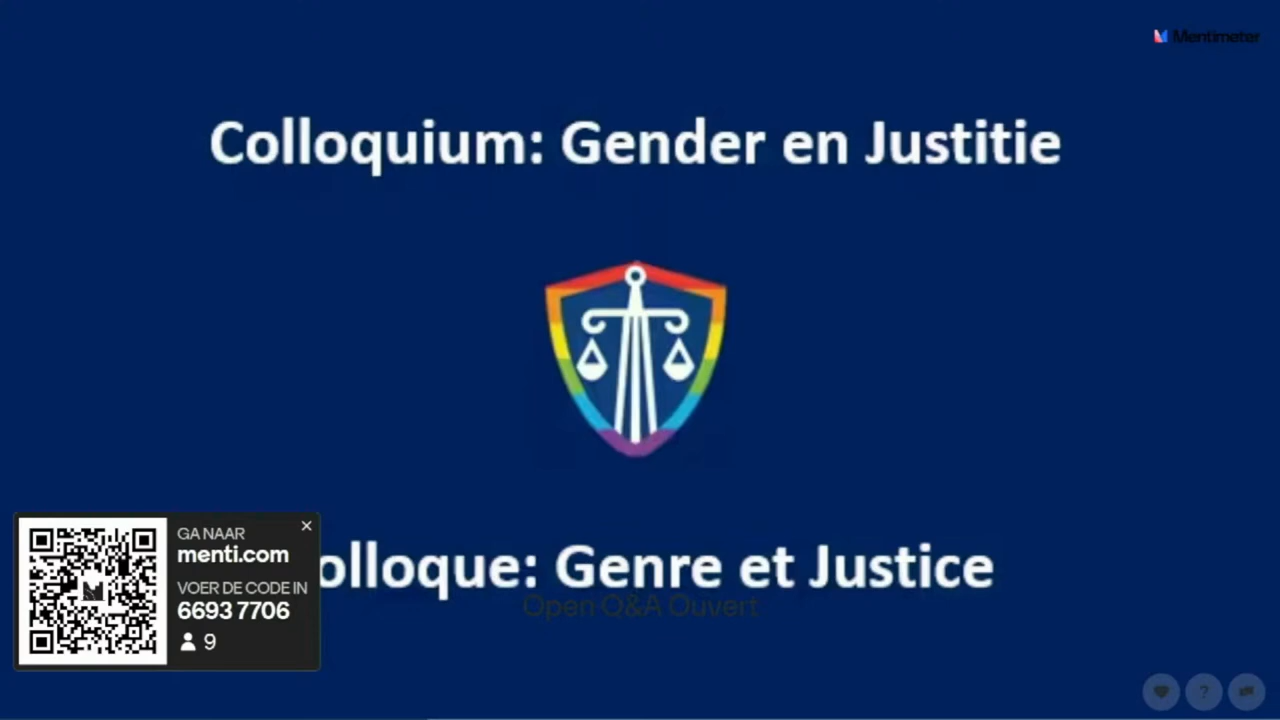 Mentimeter
Colloquium: Gender en Justitie
GA NAAR
menti.com
VOER DE CODE IN
6693 7706
9
olloque: Genre et Justice
Open Q&A Ouvert
?